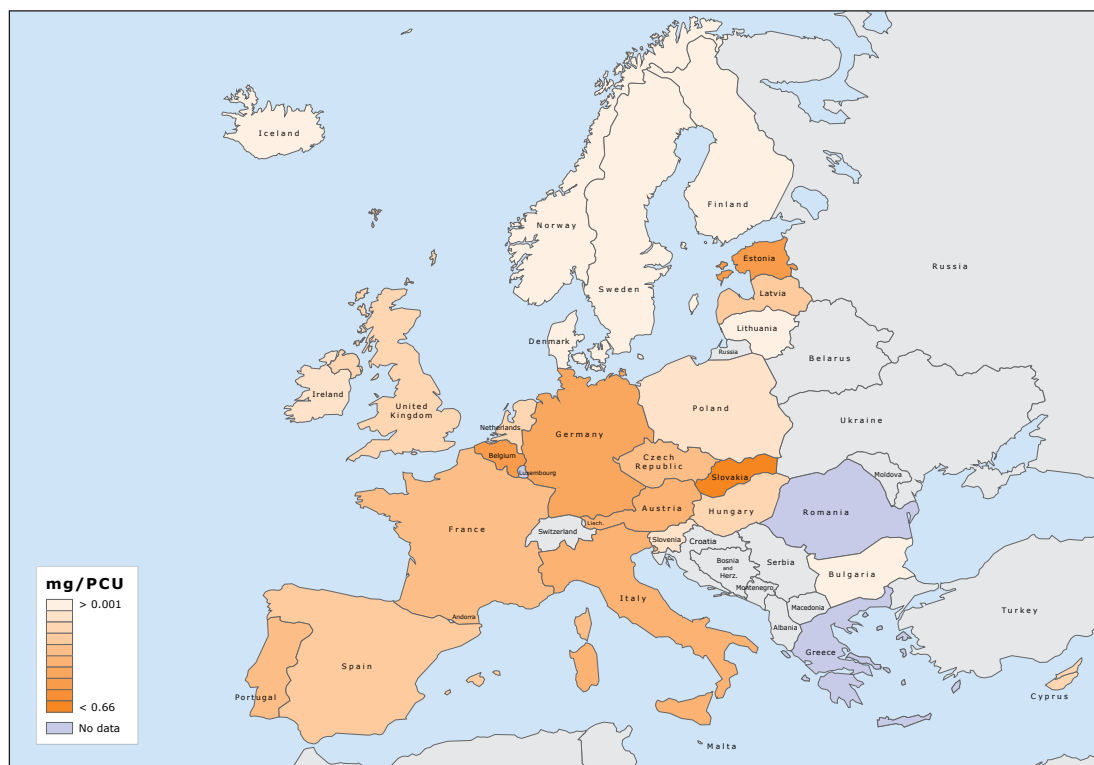 Iceland
Norway
Finland
Sweden
Estonia
Russia
Latvia
Lithuania
Denmark
Russia
Belarus
Ireland
United
Kingdom
Netherlands
Poland
Germany
Ukraine
Belgium
Czech
Republic
Luxembourg
Slovakia
Moldova
Austria
Hungary
Romania
France
Liech.
Switzerland
Slovenia
Croatia
Bosnia
and
Herz.
Serbia
Bulgaria
Montenegro
Italy
Macedonia
Turkey
Andorra
Albania
Greece
Spain
Portugal
Cyprus
Malta
mg/PCU
> 0.001
< 0.66
No data